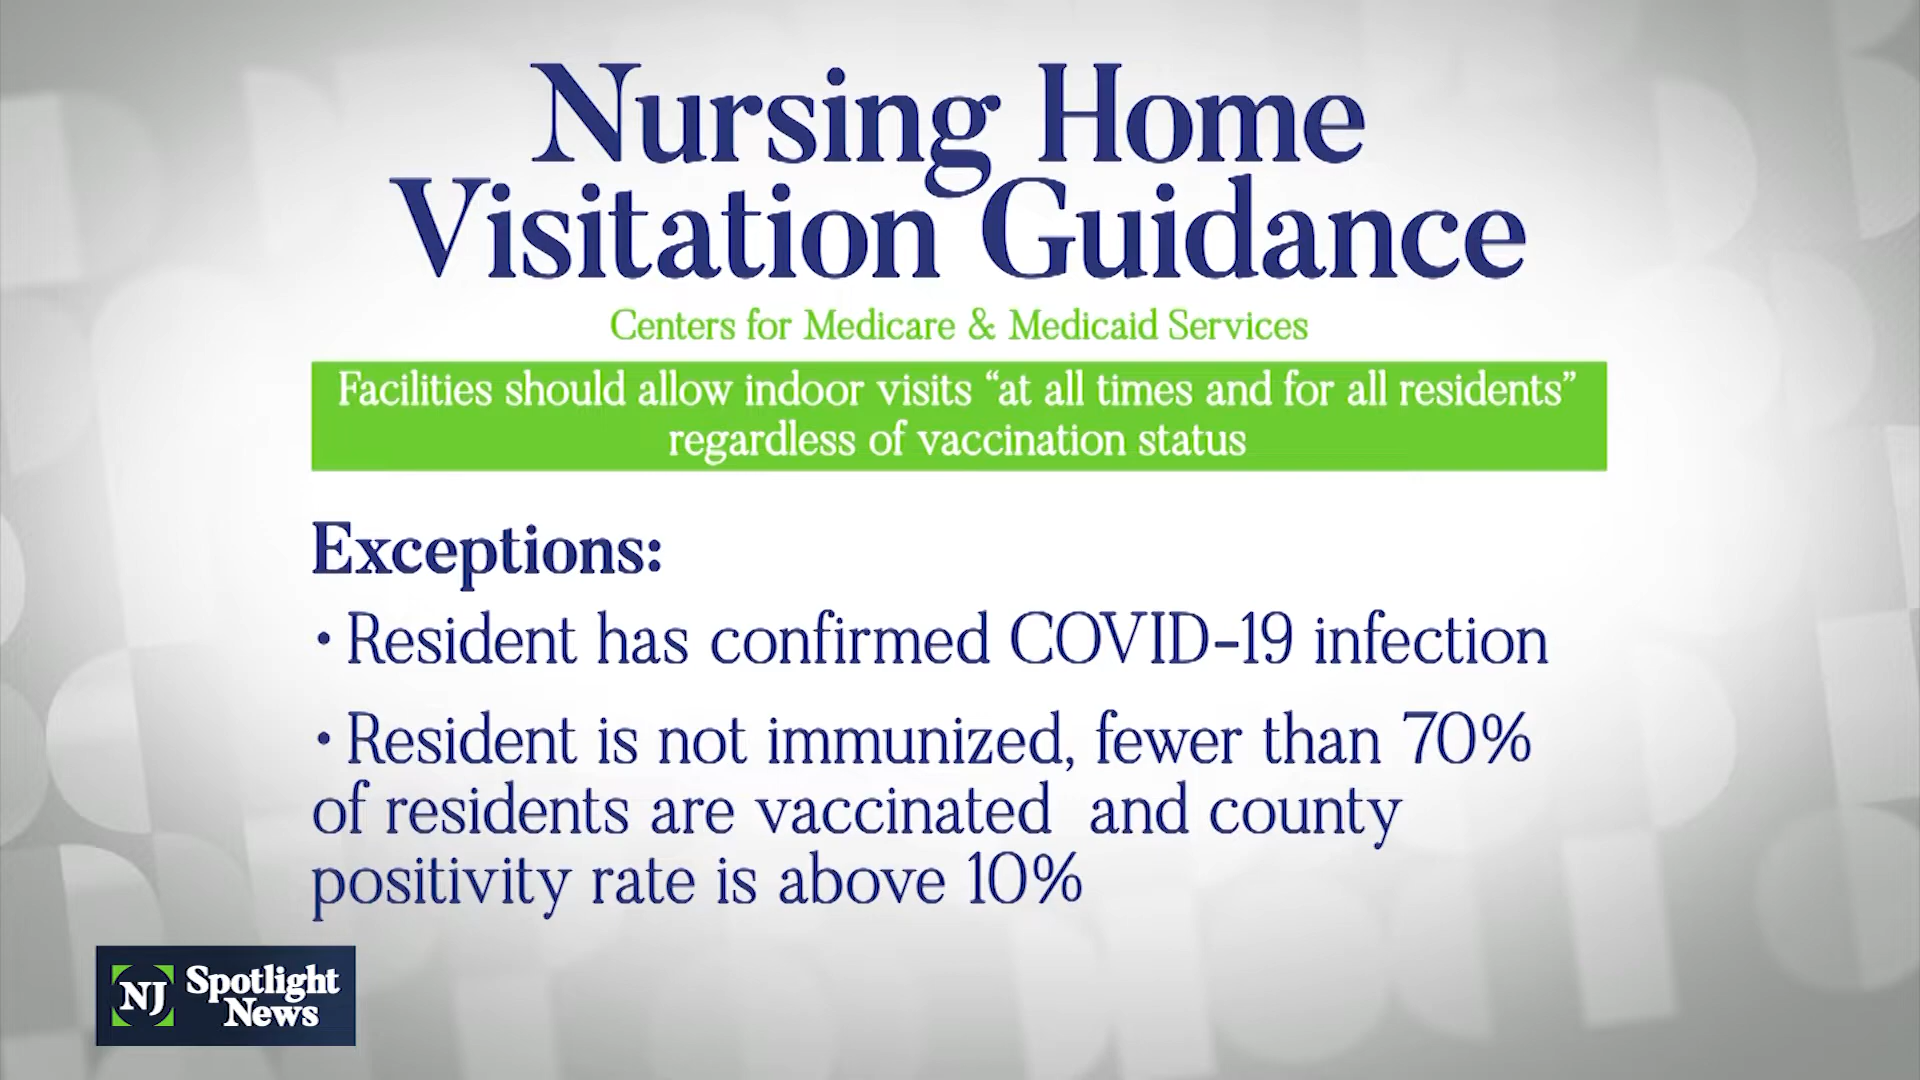 Nursing Home
Visitation Guidance
Centers for Medicare & Medicaid Services
Facilities should allow indoor visits “at all times and for all residents”
regardless of vaccination status
Exceptions:
• Resident has confirmed COVID-19 infection
• Resident is not immunized, fewer than 70%
of residents are vaccinated and county
positivity rate is above 10%
NJ Spotlight
News